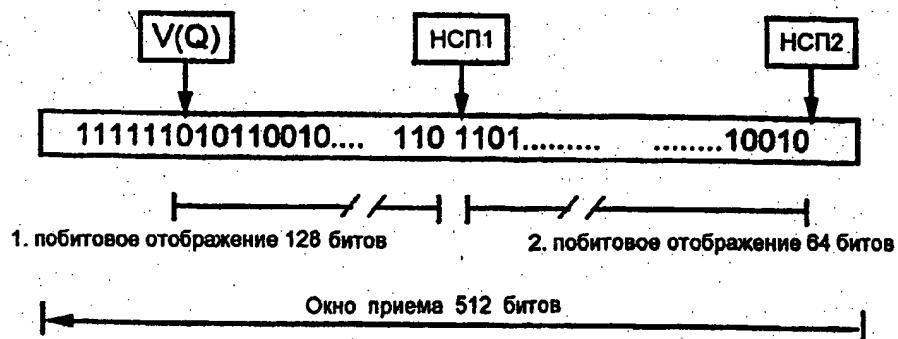 V(Q) НСП1 НСП2
111111010110010.... 110 1101......... ........10010
1. побитовое отображение 128 битов 2. побитовое отображение 64 битов
Окно приема 512 битов